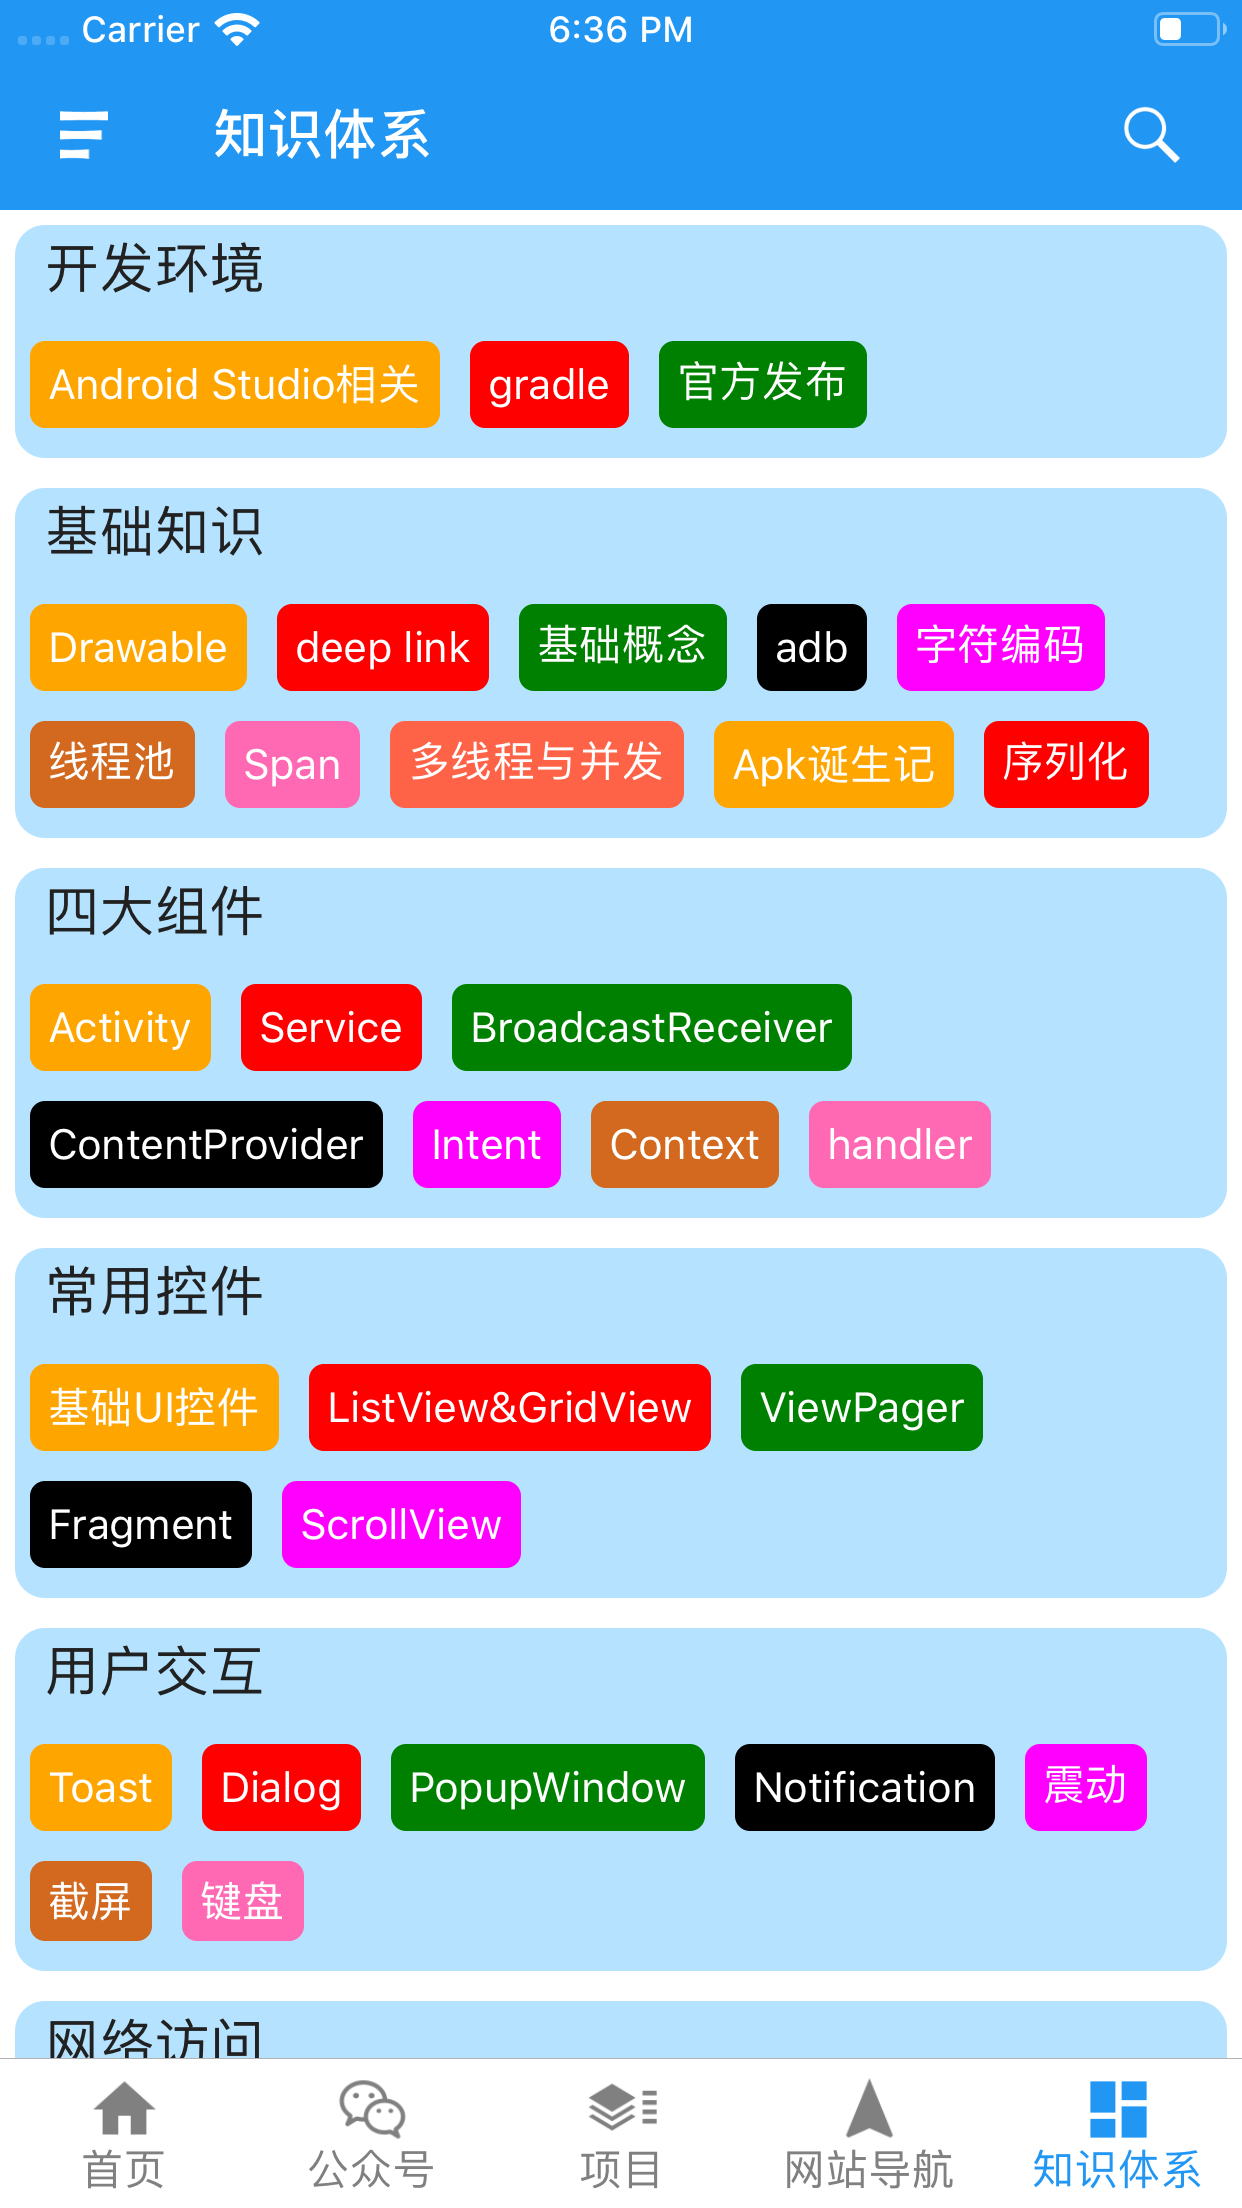 Carrier 6:36 PM
知识体系
开发环境
Android Studio相关 gradle 官方发布
基础知识
Drawable deep link 基础概念 adb 字符编码
线程池 Span 多线程与并发 Apk诞生记 序列化
四大组件
Activity Service BroadcastReceiver
ContentProvider Intent Context handler
常用控件
基础UI控件 ListView&GridView ViewPager
Fragment ScrollView
用户交互
Toast Dialog PopupWindow Notification 震动
截屏 键盘
网络访问
首页 公众号 项目 网站导航 知识体系